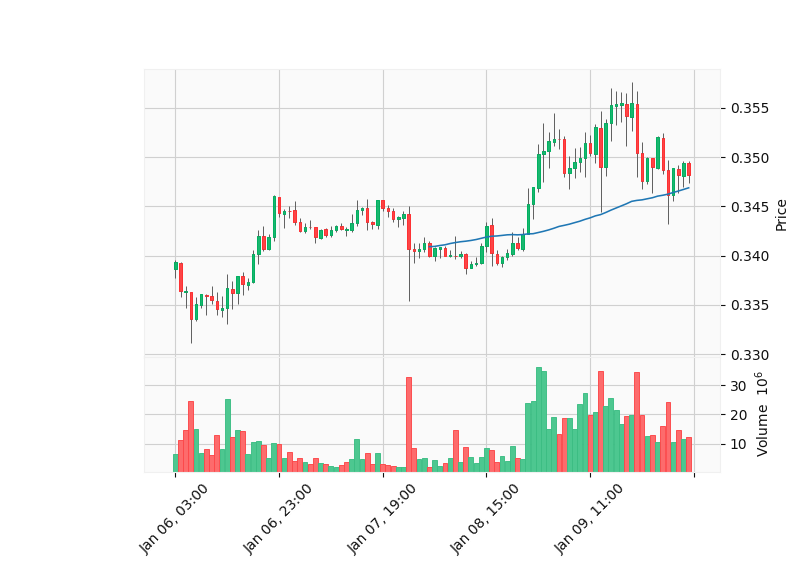 0.355
0.350
0.345
0.340
0.335
0.330
Price
30
20
10
Volume 10^6
Jan 06, 03:00
Jan 06, 23:00
Jan 07, 19:00
Jan 08, 15:00
Jan 09, 11:00